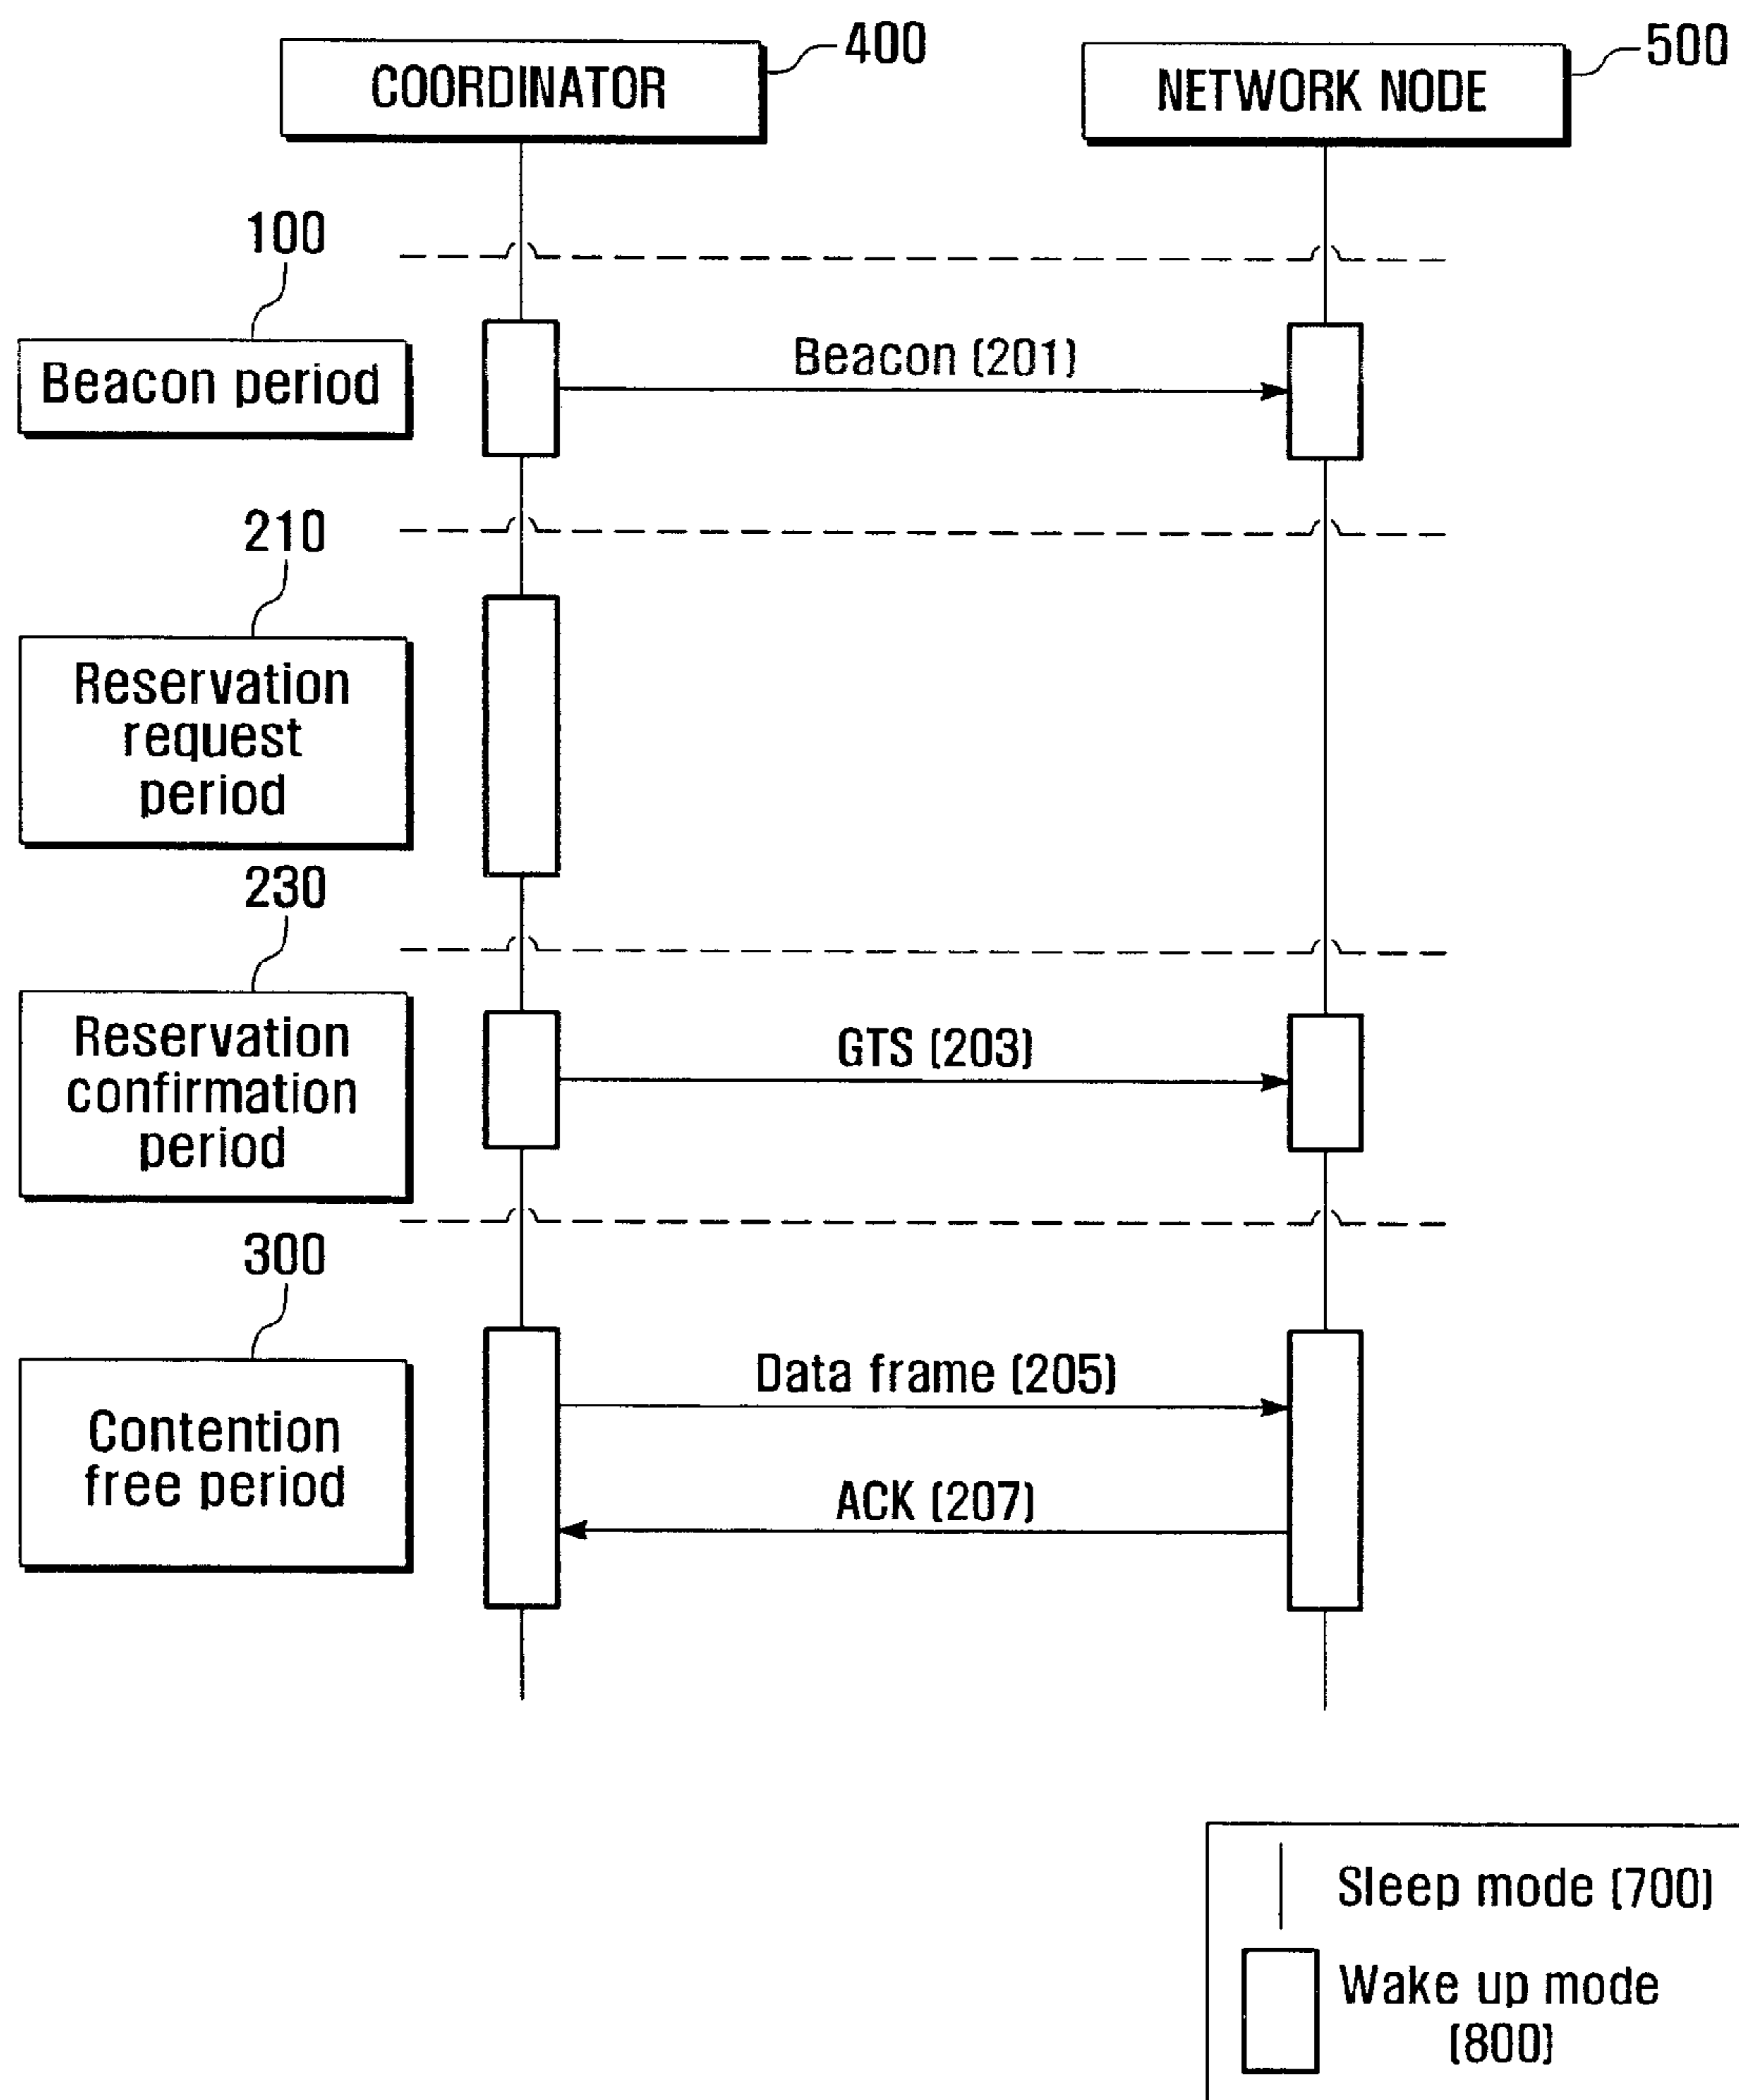 COORDINATOR
400
NETWORK NODE
500
100
Beacon period
Beacon (201)
210
Reservation
request
period
230
Reservation
confirmation
period
GTS (203)
300
Contention
free period
Data frame (205)
ACK (207)
Sleep mode (700)
Wake up mode
(800)